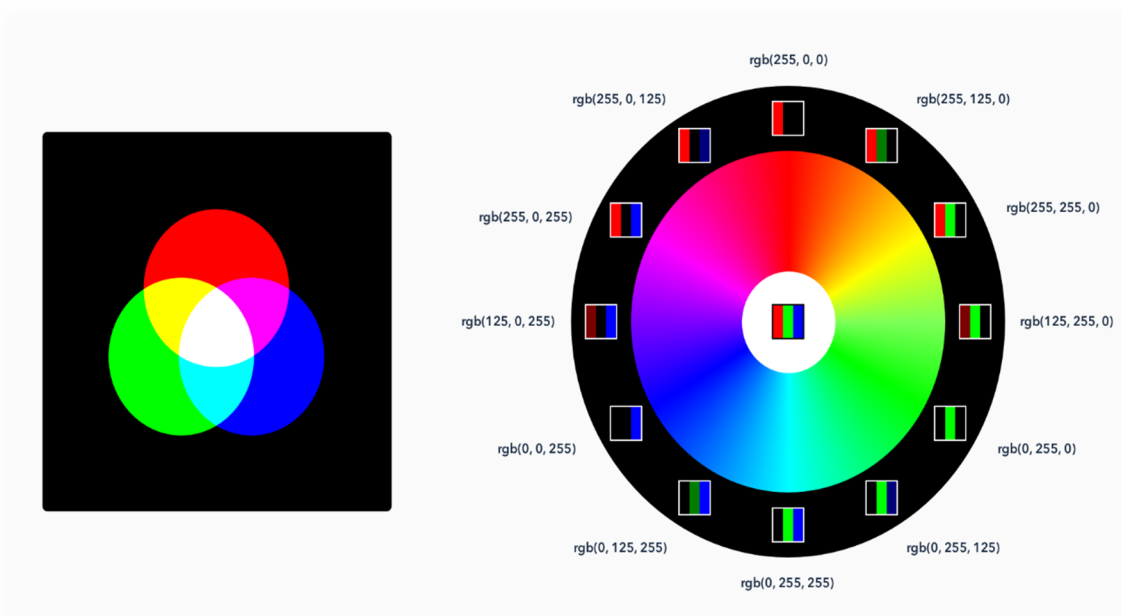 rgb(255, 0, 0)
rgb(255, 0, 125)
rgb(255, 125, 0)
rgb(255, 255, 0)
rgb(255, 0, 255)
rgb(125, 0, 255)
rgb(125, 255, 0)
rgb(0, 0, 255)
rgb(0, 255, 0)
rgb(0, 125, 255)
rgb(0, 255, 125)
rgb(0, 255, 255)